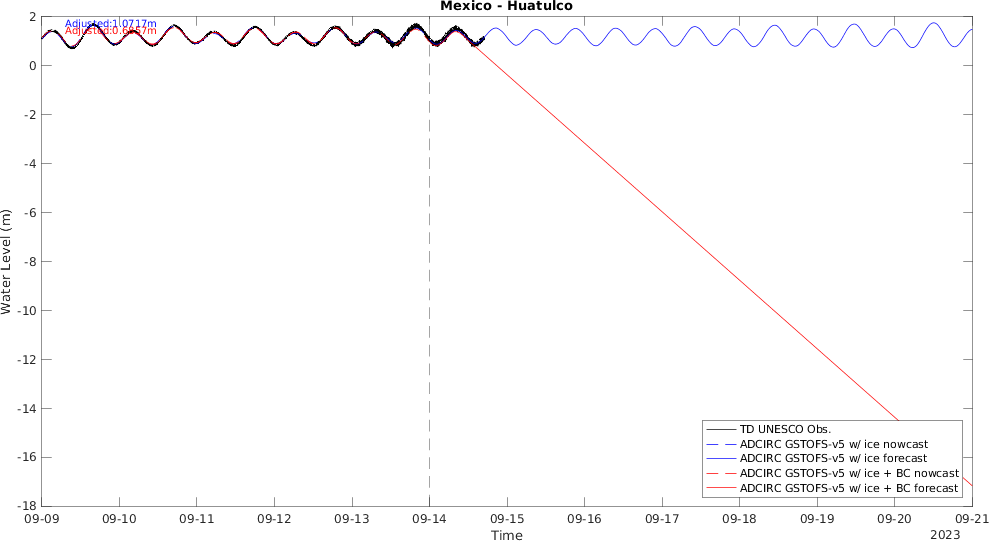 Mexico - Huatulco
Adjusted:1.0717m
Water Level (m)
2
0
-2
-4
-6
-8
-10
-12
-14
-16
-18
09-09
09-10
09-11
09-12
09-13
09-14
09-15
09-16
09-17
09-18
09-19
09-20
09-21
Time
2023
TD UNESCO Obs.
ADCIRC GSTOFS-v5 w/ ice nowcast
ADCIRC GSTOFS-v5 w/ ice forecast
ADCIRC GSTOFS-v5 w/ ice + BC nowcast
ADCIRC GSTOFS-v5 w/ ice + BC forecast